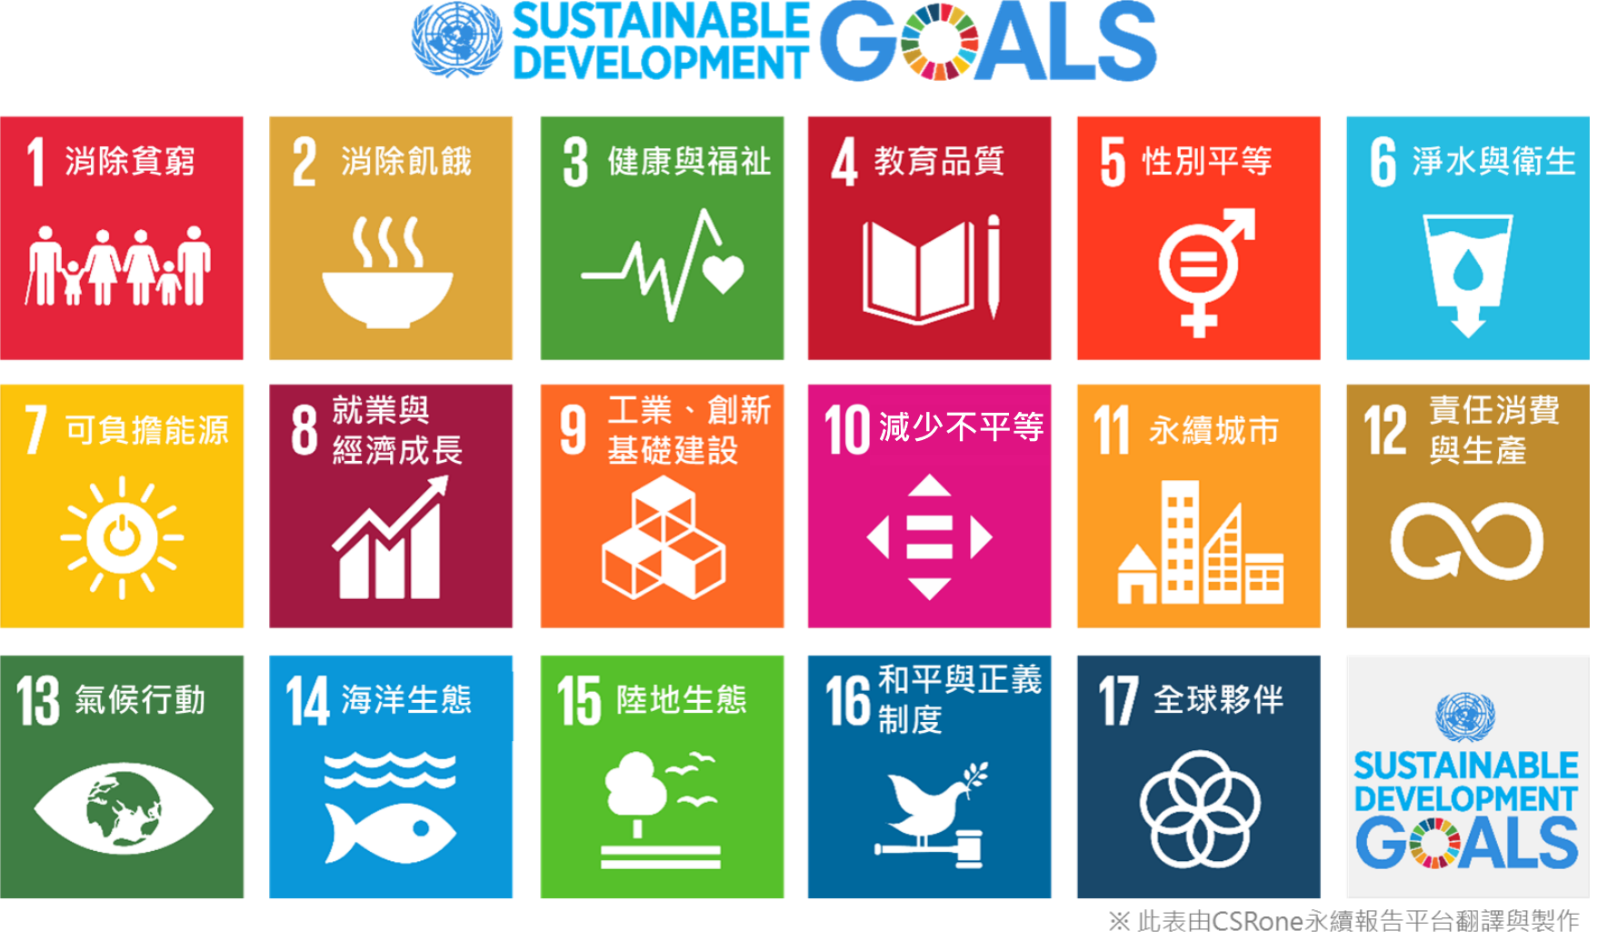 SUSTAINABLE
DEVELOPMENT
GOALS
1 消除貧窮
2 消除飢餓
3 健康與福祉
4 教育品質
5 性別平等
6 淨水與衛生
7 可負擔能源
8 就業與
經濟成長
9 工業、創新
基礎建設
10 減少不平等
11 永續城市
12 責任消費
與生產
13 氣候行動
14 海洋生態
15 陸地生態
16 和平與正義
制度
17 全球夥伴
SUSTAINABLE
DEVELOPMENT
GOALS
※ 此表由CSRone永續報告平台翻譯與製作